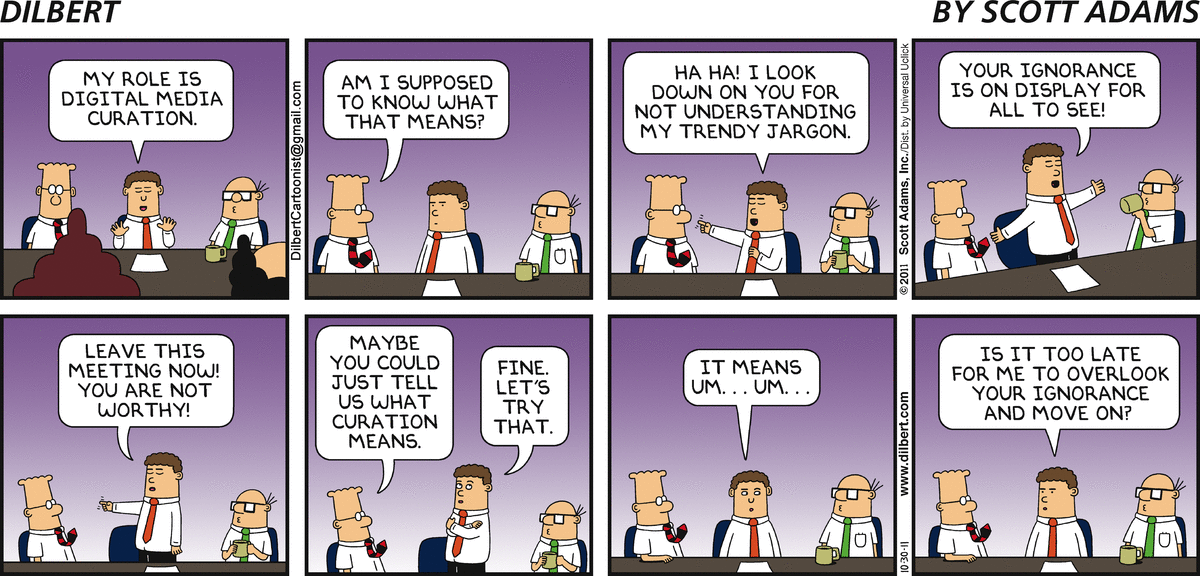 DILBERT
BY SCOTT ADAMS
MY ROLE IS
DIGITAL MEDIA
CURATION.
DilbertCartoonist@gmail.com
AM I SUPPOSED
TO KNOW WHAT
THAT MEANS?
HA HA! I LOOK
DOWN ON YOU FOR
NOT UNDERSTANDING
MY TRENDY JARGON.
© 2011 Scott Adams, Inc./Dist. by Universal Uclick
YOUR IGNORANCE
IS ON DISPLAY FOR
ALL TO SEE!
LEAVE THIS
MEETING NOW!
YOU ARE NOT
WORTHY!
MAYBE
YOU COULD
JUST TELL
US WHAT
CURATION
MEANS.
FINE.
LET'S
TRY
THAT.
IT MEANS
UM. . . UM. . .
10-30-11 www.dilbert.com
IS IT TOO LATE
FOR ME TO OVERLOOK
YOUR IGNORANCE
AND MOVE ON?